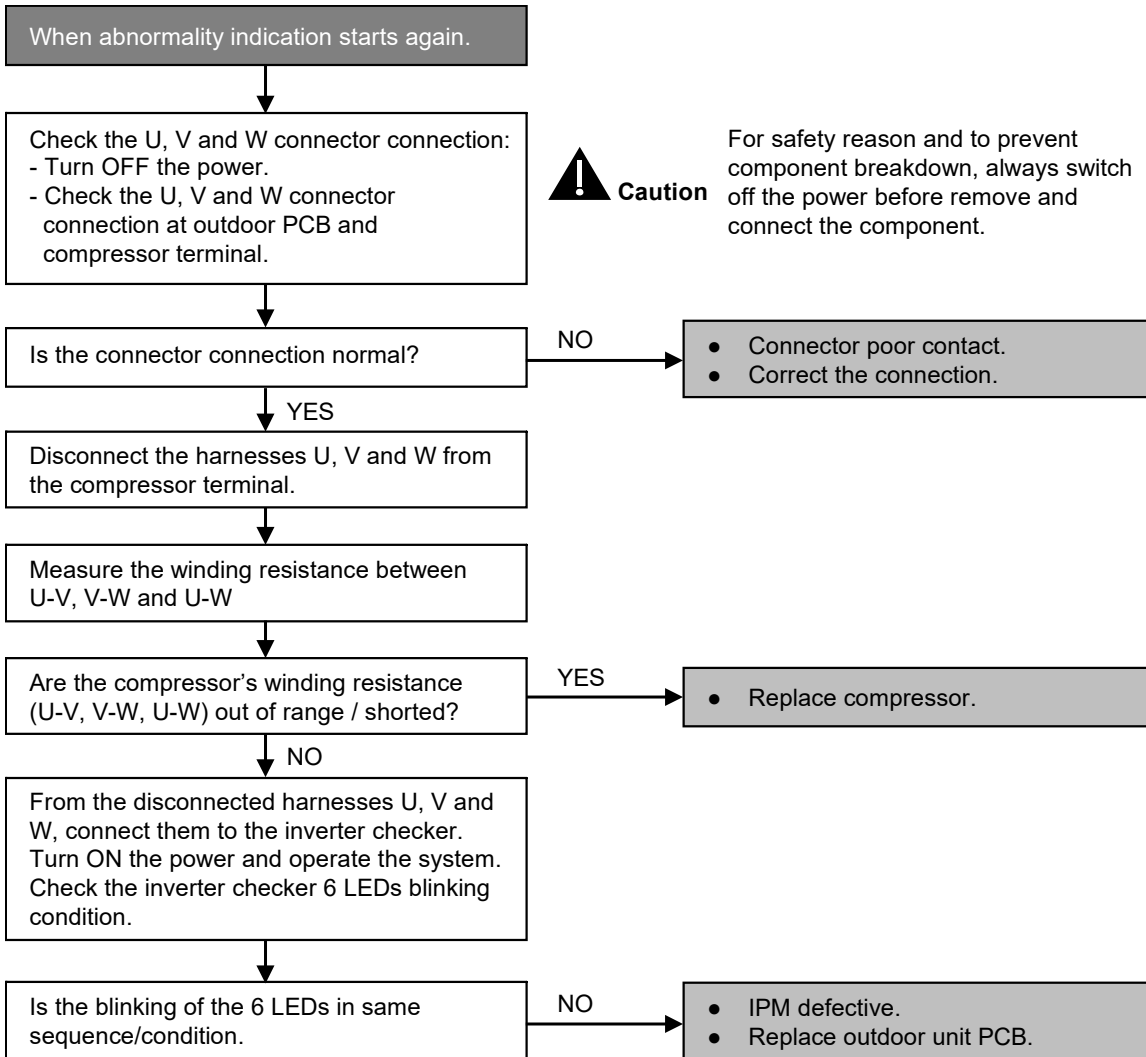 When abnormality indication starts again.
Check the U, V and W connector connection:
- Turn OFF the power.
- Check the U, V and W connector
connection at outdoor PCB and
compressor terminal.
Caution
For safety reason and to prevent
component breakdown, always switch
off the power before remove and
connect the component.
Is the connector connection normal?
NO
● Connector poor contact.
● Correct the connection.
YES
Disconnect the harnesses U, V and W from
the compressor terminal.
Measure the winding resistance between
U-V, V-W and U-W
Are the compressor’s winding resistance
(U-V, V-W, U-W) out of range / shorted?
YES
● Replace compressor.
NO
From the disconnected harnesses U, V and
W, connect them to the inverter checker.
Turn ON the power and operate the system.
Check the inverter checker 6 LEDs blinking
condition.
Is the blinking of the 6 LEDs in same
sequence/condition.
NO
● IPM defective.
● Replace outdoor unit PCB.